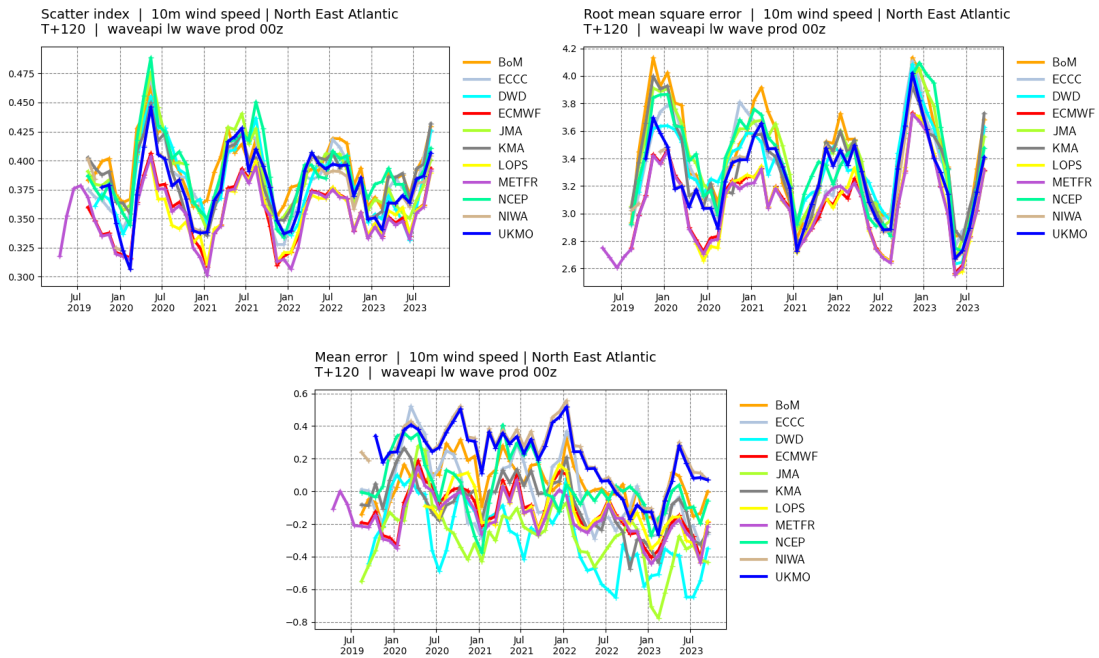 Scatter index | 10m wind speed | North East Atlantic
T+120 | waveapi lw wave prod 00z
0.475
0.450
0.425
0.400
0.375
0.350
0.325
0.300
Jul
2019
Jan
2020
Jul
2020
Jan
2021
Jul
2021
Jan
2022
Jul
2022
Jan
2023
Jul
2023
BoM
ECCC
DWD
ECMWF
JMA
KMA
LOPS
METFR
NCEP
NIWA
UKMO
Root mean square error | 10m wind speed | North East Atlantic
T+120 | waveapi lw wave prod 00z
4.2
4.0
3.8
3.6
3.4
3.2
3.0
2.8
2.6
Jul
2019
Jan
2020
Jul
2020
Jan
2021
Jul
2021
Jan
2022
Jul
2022
Jan
2023
Jul
2023
BoM
ECCC
DWD
ECMWF
JMA
KMA
LOPS
METFR
NCEP
NIWA
UKMO
Mean error | 10m wind speed | North East Atlantic
T+120 | waveapi lw wave prod 00z
0.6
0.4
0.2
0.0
−0.2
−0.4
−0.6
−0.8
Jul
2019
Jan
2020
Jul
2020
Jan
2021
Jul
2021
Jan
2022
Jul
2022
Jan
2023
Jul
2023
BoM
ECCC
DWD
ECMWF
JMA
KMA
LOPS
METFR
NCEP
NIWA
UKMO